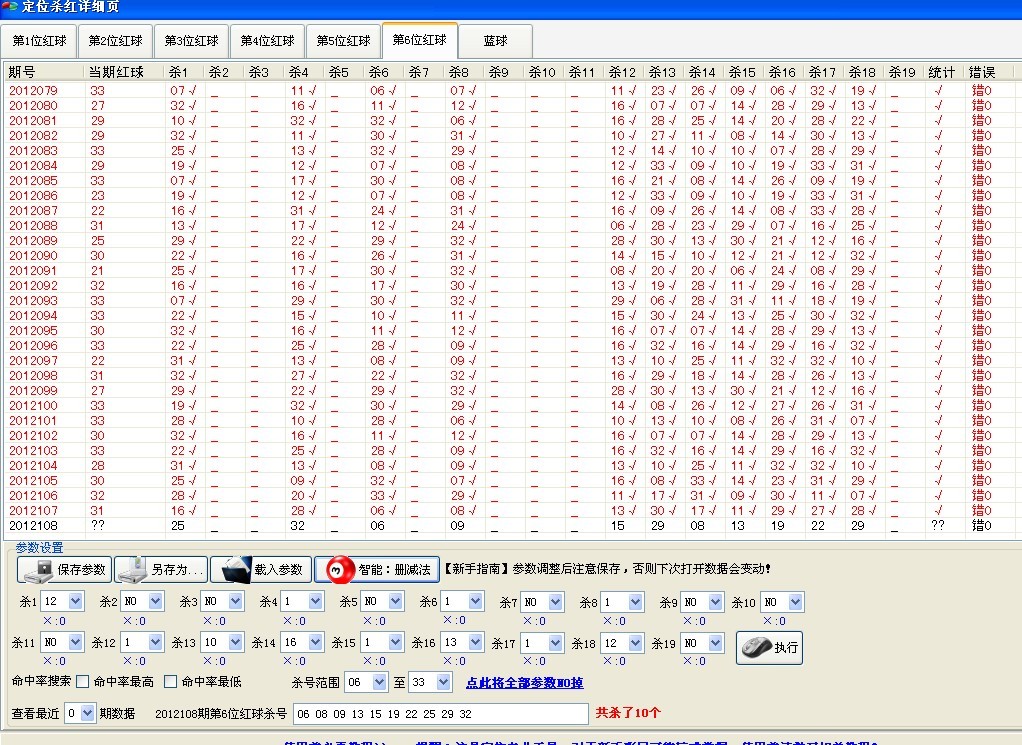 定位杀红详细页
第1位红球 第2位红球 第3位红球 第4位红球 第5位红球 第6位红球 蓝球
期号 当期红球 杀1 杀2 杀3 杀4 杀5 杀6 杀7 杀8 杀9 杀10 杀11 杀12 杀13 杀14 杀15 杀16 杀17 杀18 杀19 统计 错误
2012079 33 07 √ _ _ 11 √ _ 06 √ _ 07 √ _ _ _ 11 √ 23 √ 26 √ 09 √ 06 √ 32 √ 19 √ _ √ 错0
2012080 27 32 √ _ _ 16 √ _ 11 √ _ 12 √ _ _ _ 16 √ 07 √ 07 √ 14 √ 28 √ 29 √ 13 √ _ √ 错0
2012081 29 10 √ _ _ 32 √ _ 32 √ _ 06 √ _ _ _ 16 √ 28 √ 25 √ 14 √ 20 √ 28 √ 22 √ _ √ 错0
2012082 29 32 √ _ _ 11 √ _ 30 √ _ 31 √ _ _ _ 10 √ 27 √ 11 √ 08 √ 14 √ 30 √ 13 √ _ √ 错0
2012083 33 25 √ _ _ 13 √ _ 32 √ _ 29 √ _ _ _ 12 √ 14 √ 10 √ 10 √ 07 √ 28 √ 29 √ _ √ 错0
2012084 29 19 √ _ _ 12 √ _ 07 √ _ 08 √ _ _ _ 12 √ 33 √ 09 √ 10 √ 19 √ 33 √ 31 √ _ √ 错0
2012085 33 07 √ _ _ 17 √ _ 30 √ _ 08 √ _ _ _ 16 √ 21 √ 08 √ 14 √ 26 √ 09 √ 19 √ _ √ 错0
2012086 23 19 √ _ _ 12 √ _ 07 √ _ 08 √ _ _ _ 12 √ 33 √ 09 √ 10 √ 19 √ 33 √ 31 √ _ √ 错0
2012087 22 16 √ _ _ 31 √ _ 24 √ _ 31 √ _ _ _ 16 √ 09 √ 26 √ 14 √ 08 √ 33 √ 28 √ _ √ 错0
2012088 31 13 √ _ _ 17 √ _ 12 √ _ 24 √ _ _ _ 06 √ 28 √ 23 √ 29 √ 07 √ 16 √ 25 √ _ √ 错0
2012089 25 29 √ _ _ 22 √ _ 29 √ _ 32 √ _ _ _ 28 √ 30 √ 13 √ 30 √ 21 √ 12 √ 16 √ _ √ 错0
2012090 30 22 √ _ _ 16 √ _ 26 √ _ 31 √ _ _ _ 14 √ 15 √ 10 √ 12 √ 21 √ 12 √ 32 √ _ √ 错0
2012091 21 25 √ _ _ 17 √ _ 30 √ _ 32 √ _ _ _ 08 √ 20 √ 20 √ 06 √ 24 √ 08 √ 29 √ _ √ 错0
2012092 32 16 √ _ _ 16 √ _ 17 √ _ 30 √ _ _ _ 13 √ 19 √ 28 √ 11 √ 29 √ 16 √ 28 √ _ √ 错0
2012093 33 07 √ _ _ 29 √ _ 30 √ _ 32 √ _ _ _ 29 √ 06 √ 28 √ 31 √ 11 √ 18 √ 19 √ _ √ 错0
2012094 33 22 √ _ _ 15 √ _ 10 √ _ 11 √ _ _ _ 15 √ 30 √ 24 √ 13 √ 25 √ 30 √ 32 √ _ √ 错0
2012095 30 32 √ _ _ 16 √ _ 11 √ _ 12 √ _ _ _ 16 √ 07 √ 07 √ 14 √ 28 √ 29 √ 13 √ _ √ 错0
2012096 33 22 √ _ _ 25 √ _ 28 √ _ 09 √ _ _ _ 16 √ 32 √ 16 √ 14 √ 29 √ 16 √ 32 √ _ √ 错0
2012097 22 31 √ _ _ 13 √ _ 08 √ _ 09 √ _ _ _ 13 √ 10 √ 25 √ 11 √ 32 √ 32 √ 10 √ _ √ 错0
2012098 31 32 √ _ _ 27 √ _ 22 √ _ 32 √ _ _ _ 16 √ 29 √ 18 √ 14 √ 28 √ 26 √ 13 √ _ √ 错0
2012099 27 29 √ _ _ 22 √ _ 29 √ _ 32 √ _ _ _ 28 √ 30 √ 13 √ 30 √ 21 √ 12 √ 16 √ _ √ 错0
2012100 33 19 √ _ _ 32 √ _ 30 √ _ 29 √ _ _ _ 14 √ 08 √ 26 √ 12 √ 27 √ 26 √ 31 √ _ √ 错0
2012101 33 28 √ _ _ 10 √ _ 28 √ _ 06 √ _ _ _ 10 √ 13 √ 10 √ 08 √ 26 √ 31 √ 07 √ _ √ 错0
2012102 30 32 √ _ _ 16 √ _ 11 √ _ 12 √ _ _ _ 16 √ 07 √ 07 √ 14 √ 28 √ 29 √ 13 √ _ √ 错0
2012103 33 22 √ _ _ 25 √ _ 28 √ _ 09 √ _ _ _ 16 √ 32 √ 16 √ 14 √ 29 √ 16 √ 32 √ _ √ 错0
2012104 28 31 √ _ _ 13 √ _ 08 √ _ 09 √ _ _ _ 13 √ 10 √ 25 √ 11 √ 32 √ 32 √ 10 √ _ √ 错0
2012105 30 25 √ _ _ 09 √ _ 32 √ _ 07 √ _ _ _ 16 √ 08 √ 33 √ 14 √ 23 √ 31 √ 29 √ _ √ 错0
2012106 32 28 √ _ _ 20 √ _ 33 √ _ 29 √ _ _ _ 11 √ 17 √ 31 √ 09 √ 30 √ 11 √ 07 √ _ √ 错0
2012107 31 16 √ _ _ 28 √ _ 06 √ _ 08 √ _ _ _ 13 √ 30 √ 17 √ 11 √ 29 √ 27 √ 28 √ _ √ 错0
2012108 ?? 25 _ _ 32 _ 06 _ 09 _ _ _ 15 29 08 13 19 22 29 _ ?? 错0
参数设置
保存参数 另存为... 载入参数 智能：删减法 【新手指南】参数调整后注意保存，否则下次打开数据会变动！
杀1 12 杀2 NO 杀3 NO 杀4 1 杀5 NO 杀6 1 杀7 NO 杀8 1 杀9 NO 杀10 NO
×:0 ×:0 ×:0 ×:0 ×:0 ×:0 ×:0 ×:0 ×:0 ×:0
杀11 NO 杀12 1 杀13 10 杀14 16 杀15 1 杀16 13 杀17 1 杀18 12 杀19 NO 执行
×:0 ×:0 ×:0 ×:0 ×:0 ×:0 ×:0 ×:0 ×:0
命中率搜索 命中率最高 命中率最低 杀号范围 06 至 33 点此将全部参数NO掉
查看最近 0 期数据 2012108期第6位红球杀号 06 08 09 13 15 19 22 25 29 32 共杀了10个